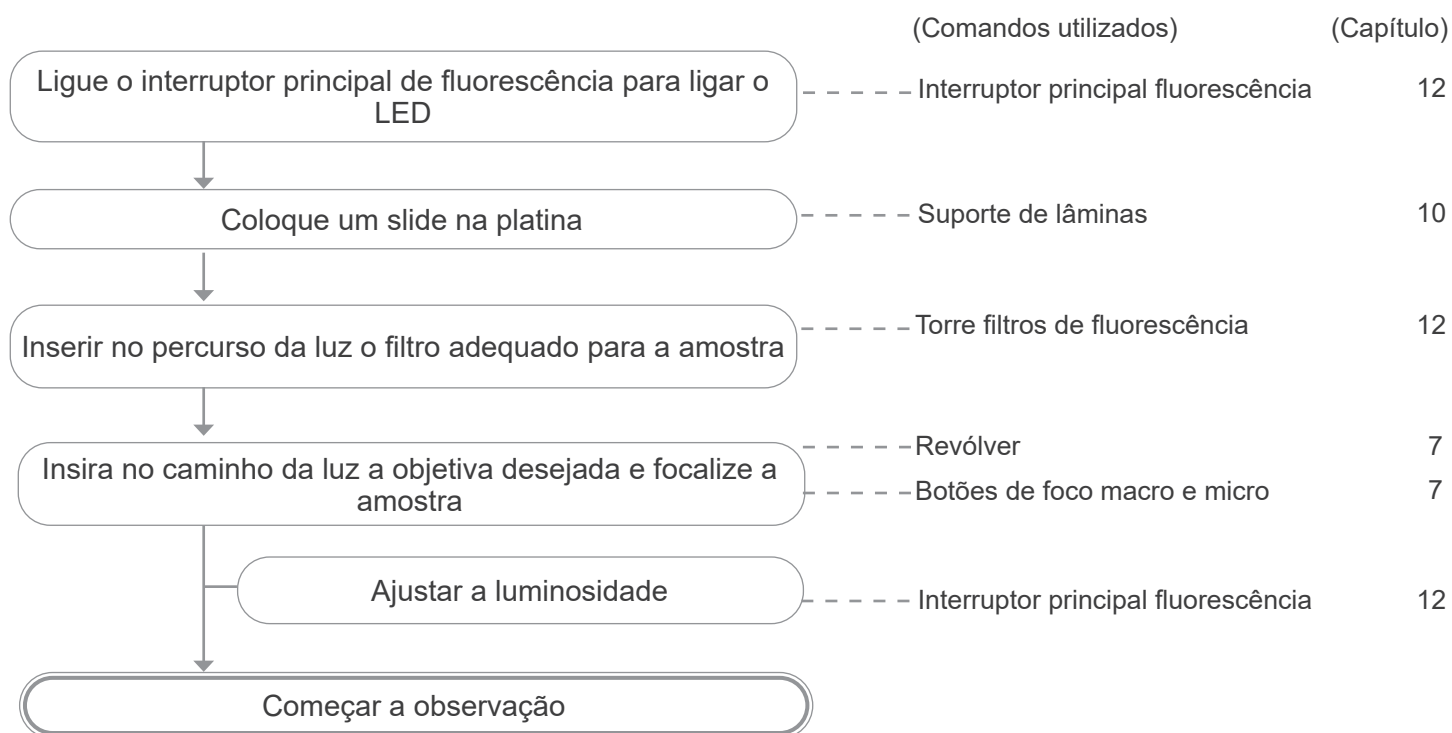 (Comandos utilizados) (Capítulo)
Ligue o interruptor principal de fluorescência para ligar o
LED
Interruptor principal fluorescência 12
Coloque um slide na platina
Suporte de lâminas 10
Inserir no percurso da luz o filtro adequado para a amostra
Torre filtros de fluorescência 12
Insira no caminho da luz a objetiva desejada e focalize a
amostra
Revólver 7
Botões de foco macro e micro 7
Ajustar a luminosidade
Interruptor principal fluorescência 12
Começar a observação